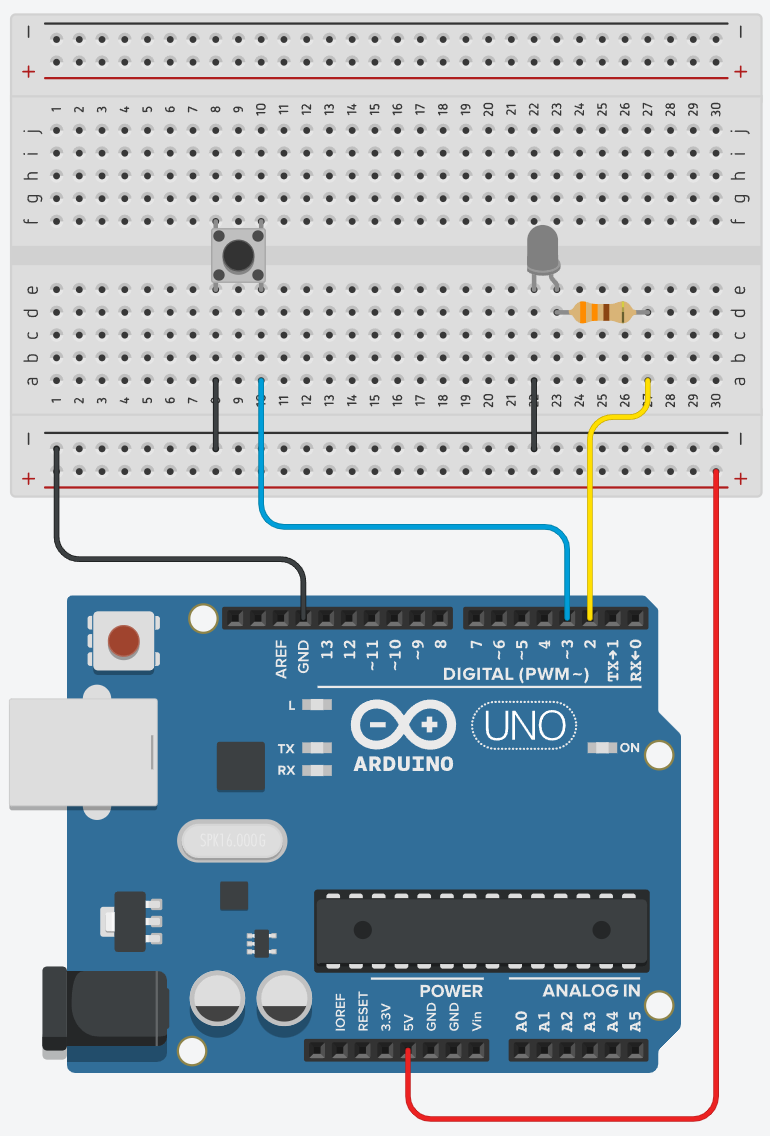 − −
+ +
1 2 3 4 5 6 7 8 9 10 11 12 13 14 15 16 17 18 19 20 21 22 23 24 25 26 27 28 29 30
j j
i i
h h
g g
f f
e e
d d
c c
b b
a a
1 2 3 4 5 6 7 8 9 10 11 12 13 14 15 16 17 18 19 20 21 22 23 24 25 26 27 28 29 30
− −
+ +
AREF GND 13 12 ~11 ~10 ~9 8 7 ~6 ~5 4 ~3 2 TX→1 RX←0
DIGITAL (PWM~)
L
UNO
TX
ON
RX
ARDUINO
SPK16.000G
POWER
ANALOG IN
IOREF RESET 3.3V 5V GND GND Vin A0 A1 A2 A3 A4 A5